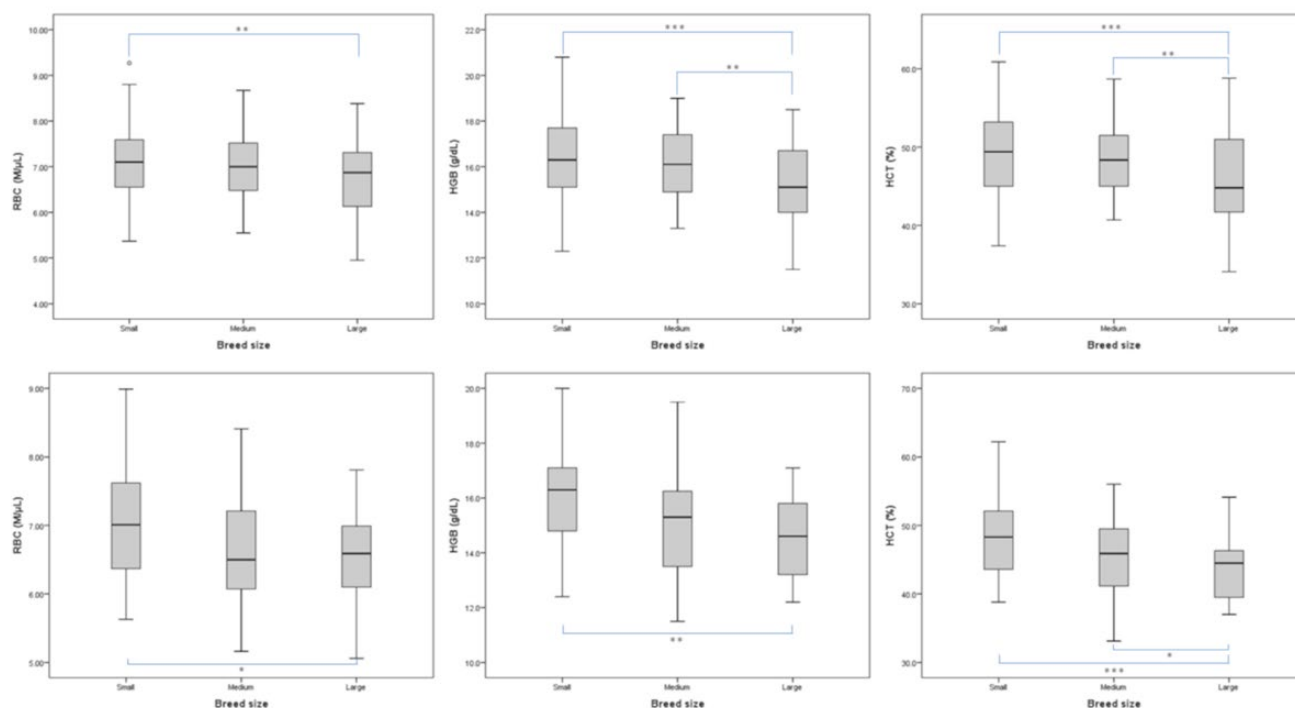 **
10.00
9.00
8.00
7.00
6.00
5.00
4.00
RBC (M/µL)
Small
Medium
Large
Breed size
***
**
22.0
20.0
18.0
16.0
14.0
12.0
10.0
HGB (g/dL)
Small
Medium
Large
Breed size
***
**
60.0
50.0
40.0
30.0
HCT (%)
Small
Medium
Large
Breed size
9.00
8.00
7.00
6.00
5.00
RBC (M/µL)
*
Small
Medium
Large
Breed size
20.0
18.0
16.0
14.0
12.0
10.0
HGB (g/dL)
**
Small
Medium
Large
Breed size
70.0
60.0
50.0
40.0
30.0
HCT (%)
*
***
Small
Medium
Large
Breed size